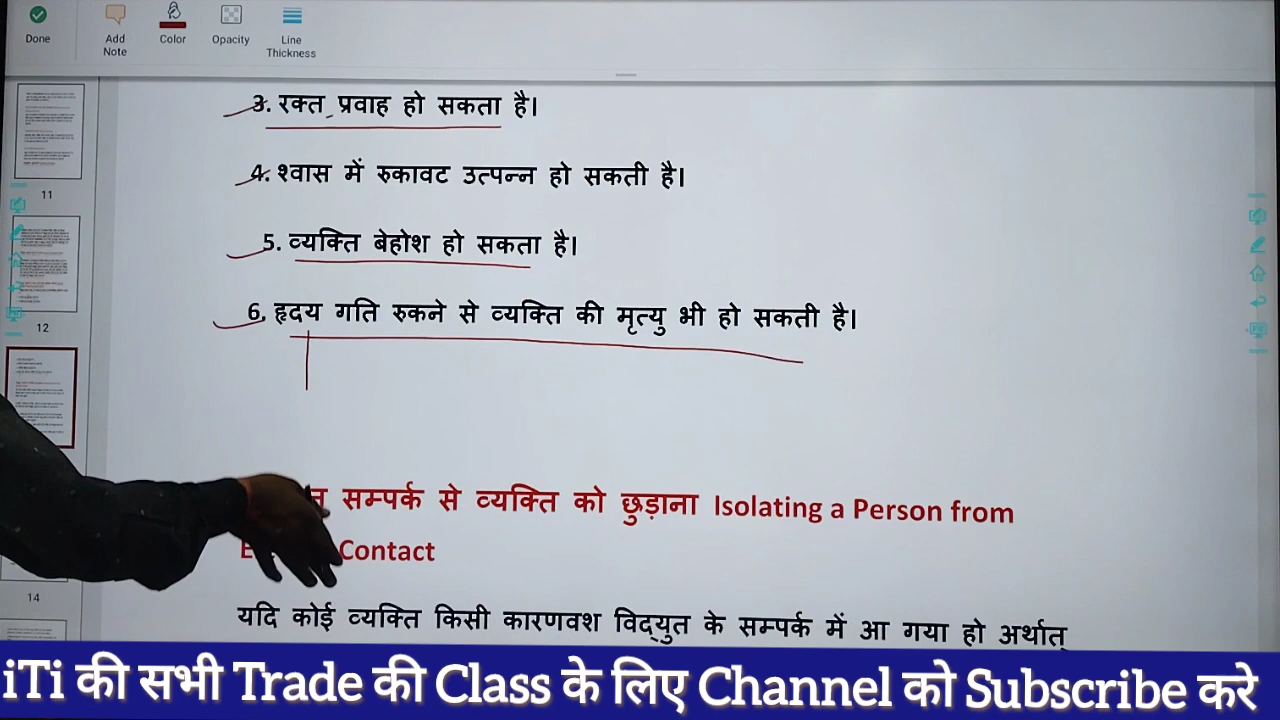 Done
Add Note
Color
Opacity
Line Thickness
3. रक्त प्रवाह हो सकता है।
4. श्वास में रुकावट उत्पन्न हो सकती है।
5. व्यक्ति बेहोश हो सकता है।
6. हृदय गति रुकने से व्यक्ति की मृत्यु भी हो सकती है।
11
12
14
सम्पर्क से व्यक्ति को छुड़ाना Isolating a Person from
Contact
यदि कोई व्यक्ति किसी कारणवश विद्युत के सम्पर्क में आ गया हो अर्थात्
iTi की सभी Trade की Class के लिए Channel को Subscribe करे